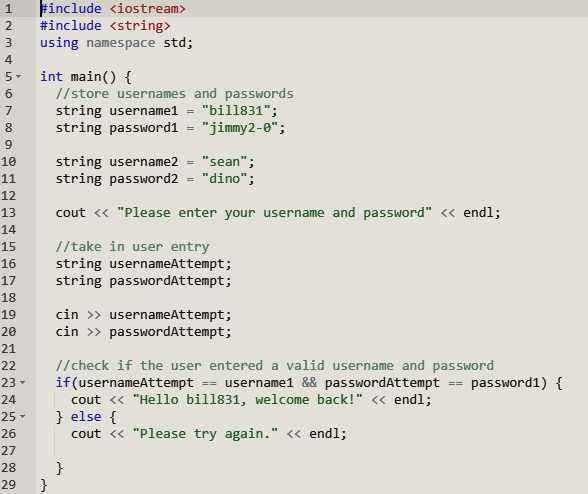 1 #include <iostream>
2 #include <string>
3 using namespace std;
4
5 int main() {
6   //store usernames and passwords
7   string username1 = "bill831";
8   string password1 = "jimmy2-0";
9
10   string username2 = "sean";
11   string password2 = "dino";
12
13   cout << "Please enter your username and password" << endl;
14
15   //take in user entry
16   string usernameAttempt;
17   string passwordAttempt;
18
19   cin >> usernameAttempt;
20   cin >> passwordAttempt;
21
22   //check if the user entered a valid username and password
23   if(usernameAttempt == username1 && passwordAttempt == password1) {
24     cout << "Hello bill831, welcome back!" << endl;
25   } else {
26     cout << "Please try again." << endl;
27
28   }
29 }